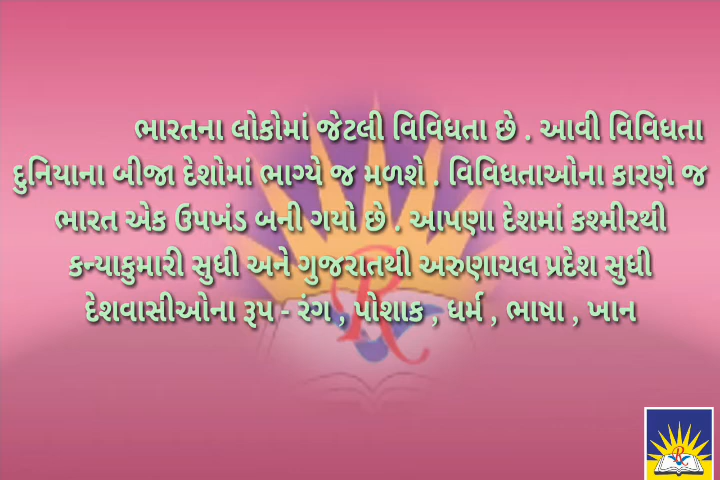 ભારતના લોકોમાં જેટલી વિવિધતા છે . આવી વિવિધતા
દુનિયાના બીજા દેશોમાં ભાગ્યે જ મળશે . વિવિધતાઓના કારણે જ
ભારત એક ઉપખંડ બની ગયો છે . આપણા દેશમાં કશ્મીરથી
કન્યાકુમારી સુધી અને ગુજરાતથી અરુણાચલ પ્રદેશ સુધી
દેશવાસીઓના રૂપ - રંગ , પોશાક , ધર્મ , ભાષા , ખાન